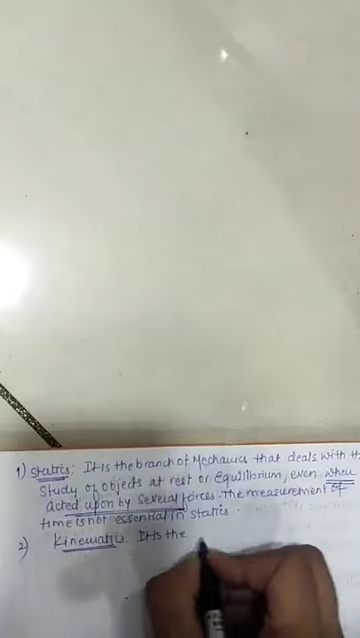 1) Statics: It is the branch of Mechanics that deals with th
Study of objects at rest or Equilibrium, even when
acted upon by several forces. The measurement of
time is not essential in statics.
2) Kinematics. It is the